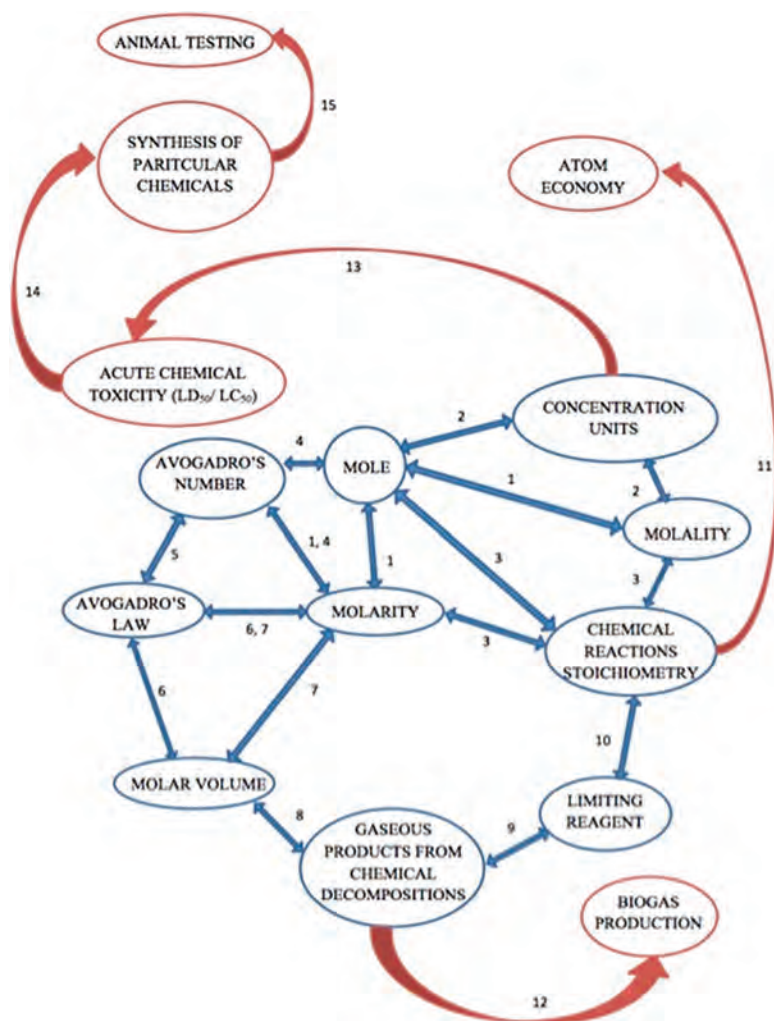 ANIMAL TESTING
15
SYNTHESIS OF
PARITCULAR
CHEMICALS
ATOM
ECONOMY
13
14
ACUTE CHEMICAL
TOXICITY (LD₅₀/ LC₅₀)
CONCENTRATION
UNITS
2
4
AVOGADRO'S
NUMBER
MOLE
11
1
2
MOLALITY
5
1, 4
1
3
3
AVOGADRO'S
LAW
6, 7
MOLARITY
3
CHEMICAL
REACTIONS
STOICHIOMETRY
6
7
10
MOLAR VOLUME
8
GASEOUS
PRODUCTS FROM
CHEMICAL
DECOMPOSITIONS
9
LIMITING
REAGENT
BIOGAS
PRODUCTION
12